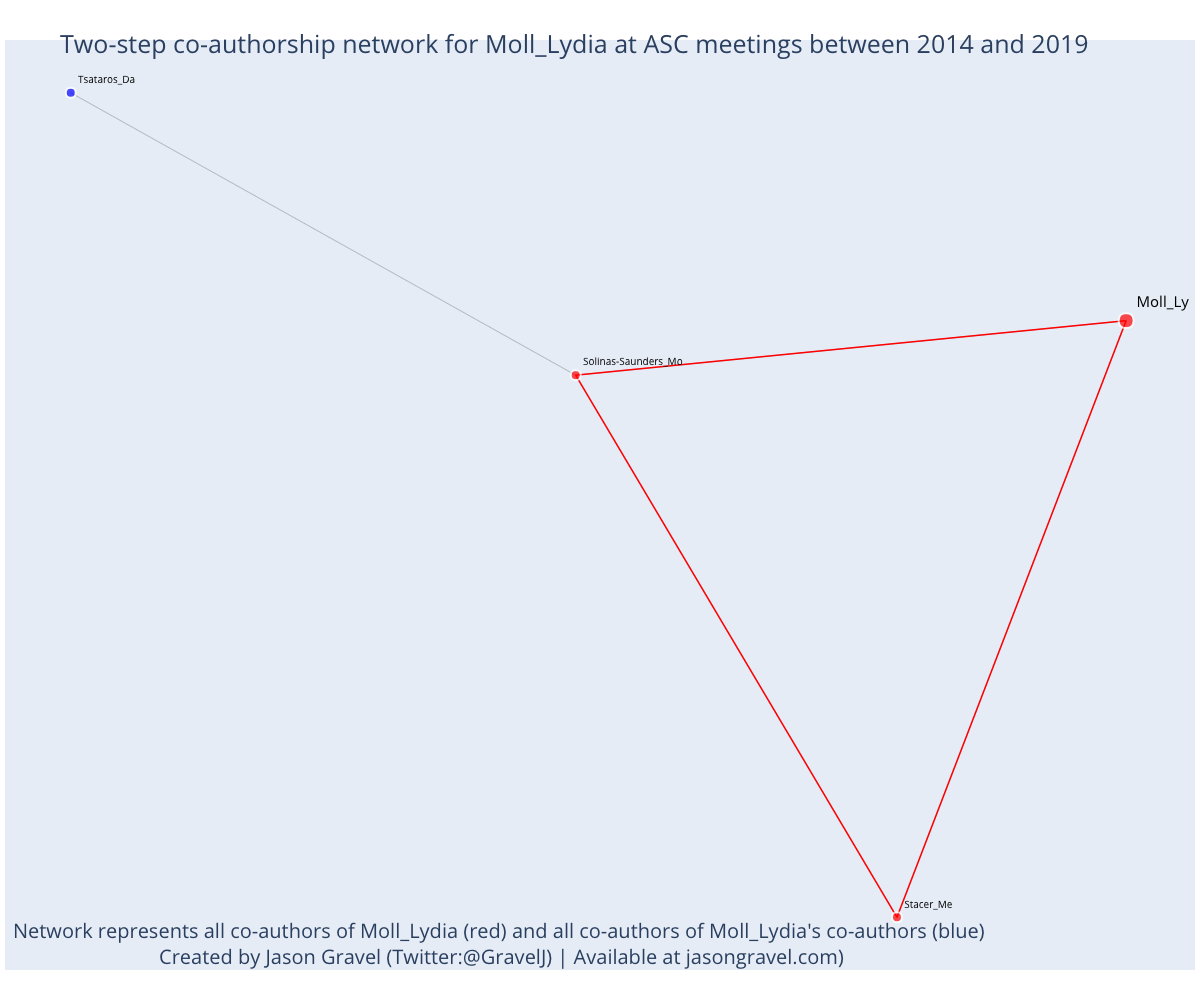 Two-step co-authorship network for Moll_Lydia at ASC meetings between 2014 and 2019
Tsataros_Da
Moll_Ly
Solinas-Saunders_Mo
Stacer_Me
Network represents all co-authors of Moll_Lydia (red) and all co-authors of Moll_Lydia's co-authors (blue)
Created by Jason Gravel (Twitter:@GravelJ) | Available at jasongravel.com)